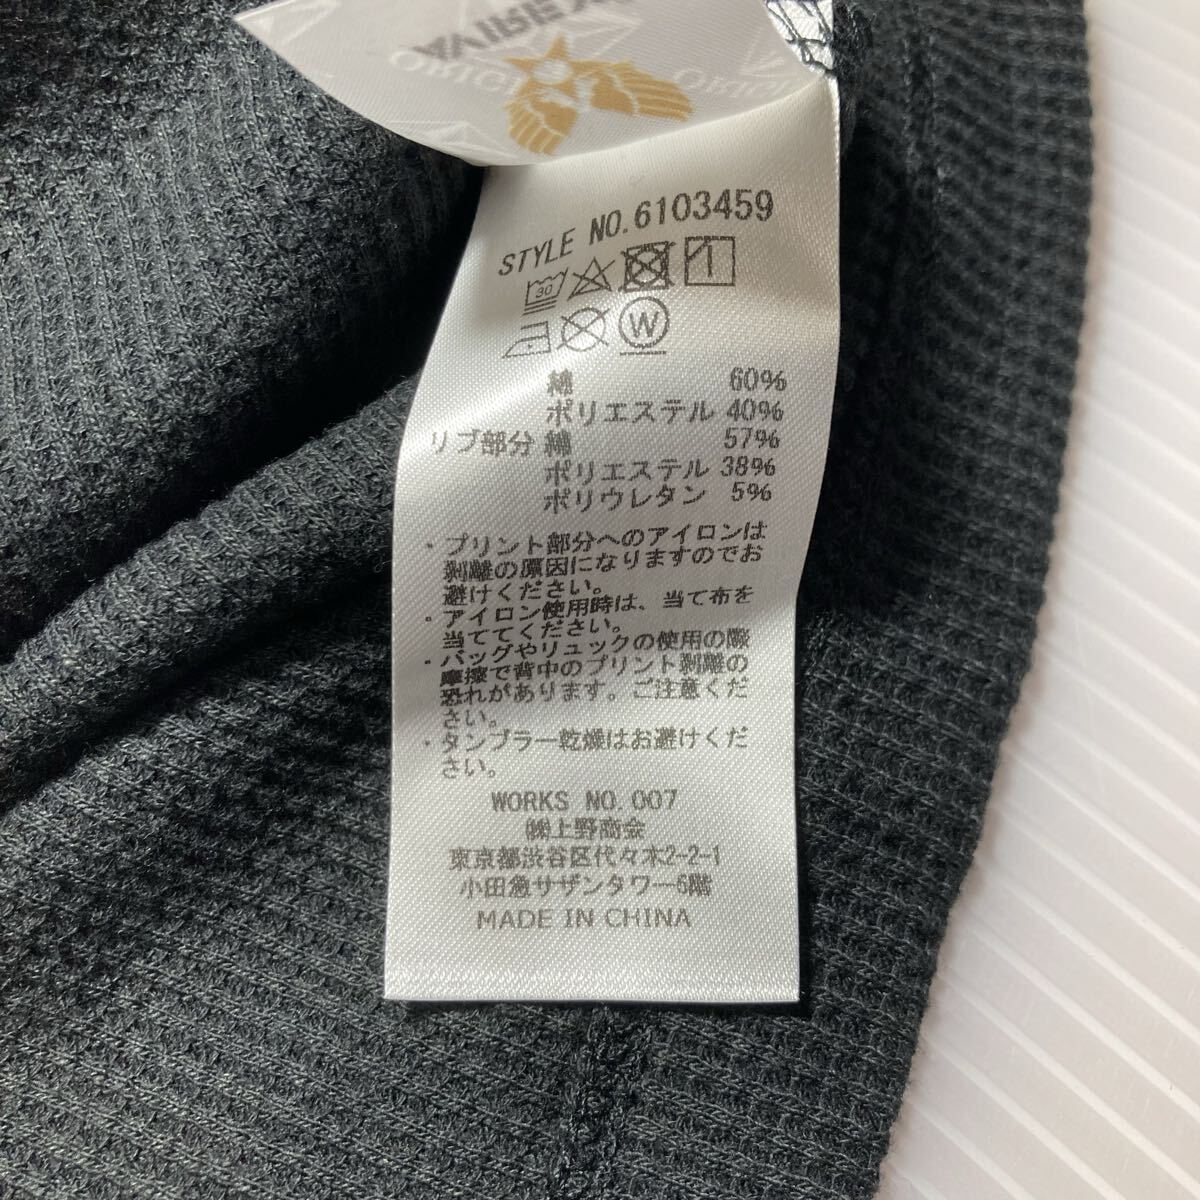 ORIGI
ORIGI
STYLE NO.6103459
30
W
綿 60%
ポリエステル 40%
リブ部分 綿 57%
ポリエステル 38%
ポリウレタン 5%
・プリント部分へのアイロンは
剥離の原因になりますのでお
避けください。
・アイロン使用時は、当て布を
当ててください。
・バッグやリュックの使用の際
摩擦で背中のプリント剥離の
恐れがあります。ご注意くだ
さい。
・タンブラー乾燥はお避けくだ
さい。
WORKS NO.007
㈱上野商会
東京都渋谷区代々木2-2-1
小田急サザンタワー6階
MADE IN CHINA